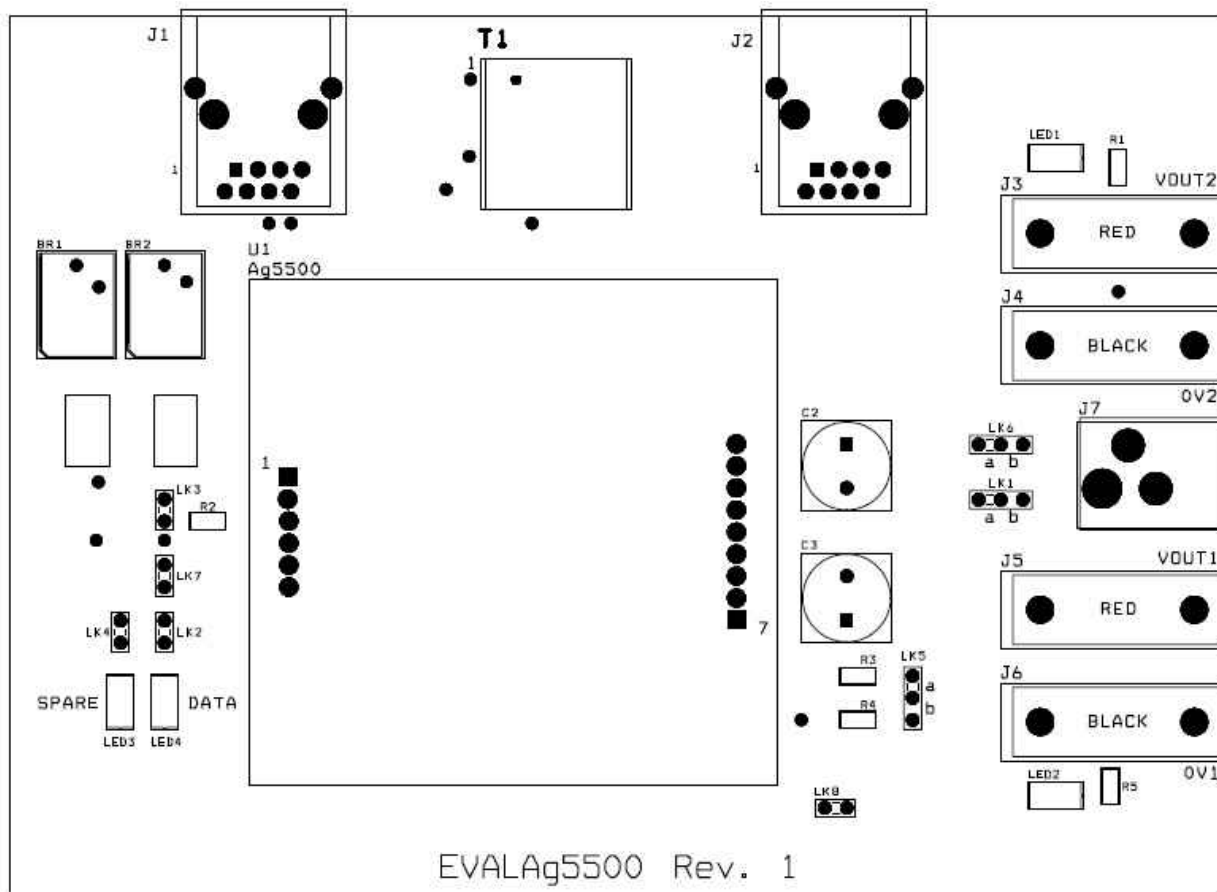 J1
T1
J2
1
1
1
LED1
R1
VOUT2
J3
RED
BR1
BR2
U1
Ag5500
J4
BLACK
0V2
J7
C2
LK6
a b
1
LK3
R2
LK1
a b
C3
VOUT1
J5
RED
LK7
7
LK4
LK2
R3
LK5
a
b
R4
J6
BLACK
SPARE
DATA
LED3
LED4
0V1
LED2
R5
LK8
EVALAg5500 Rev. 1